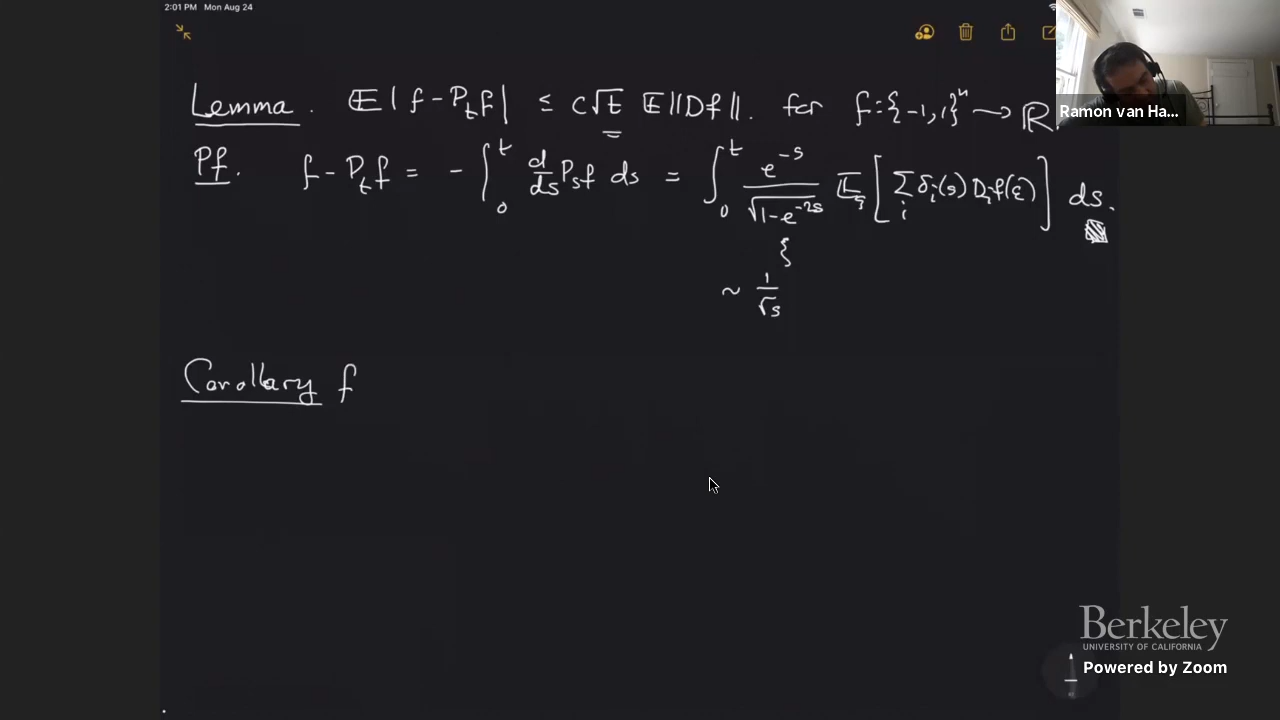 2:01 PM Mon Aug 24
Ramon van Ha...
Lemma. 𝔼|f - P_t f| ≤ c√t 𝔼‖Df‖. for f: {-1,1}^n → ℝ.
Pf. f - P_t f = - ∫_0^t d/ds P_s f ds = ∫_0^t e^{-s}/√(1-e^{-2s}) 𝔼_ξ [ Σ_i δ_i(s) D_i f(ε) ] ds.
~ 1/√s
Corollary f
Berkeley
UNIVERSITY OF CALIFORNIA
Powered by Zoom